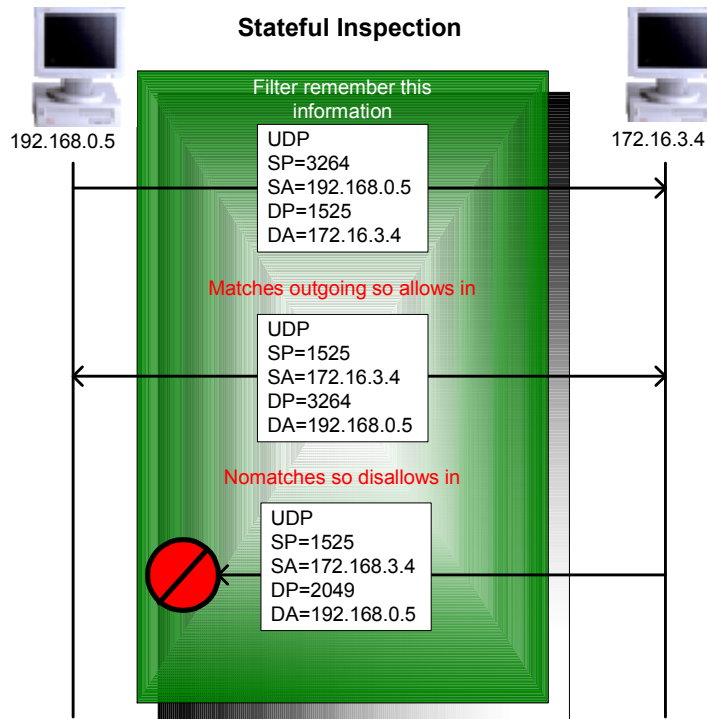 Stateful Inspection
Filter remember this
information
192.168.0.5
172.16.3.4
UDP
SP=3264
SA=192.168.0.5
DP=1525
DA=172.16.3.4
Matches outgoing so allows in
UDP
SP=1525
SA=172.16.3.4
DP=3264
DA=192.168.0.5
Nomatches so disallows in
UDP
SP=1525
SA=172.168.3.4
DP=2049
DA=192.168.0.5